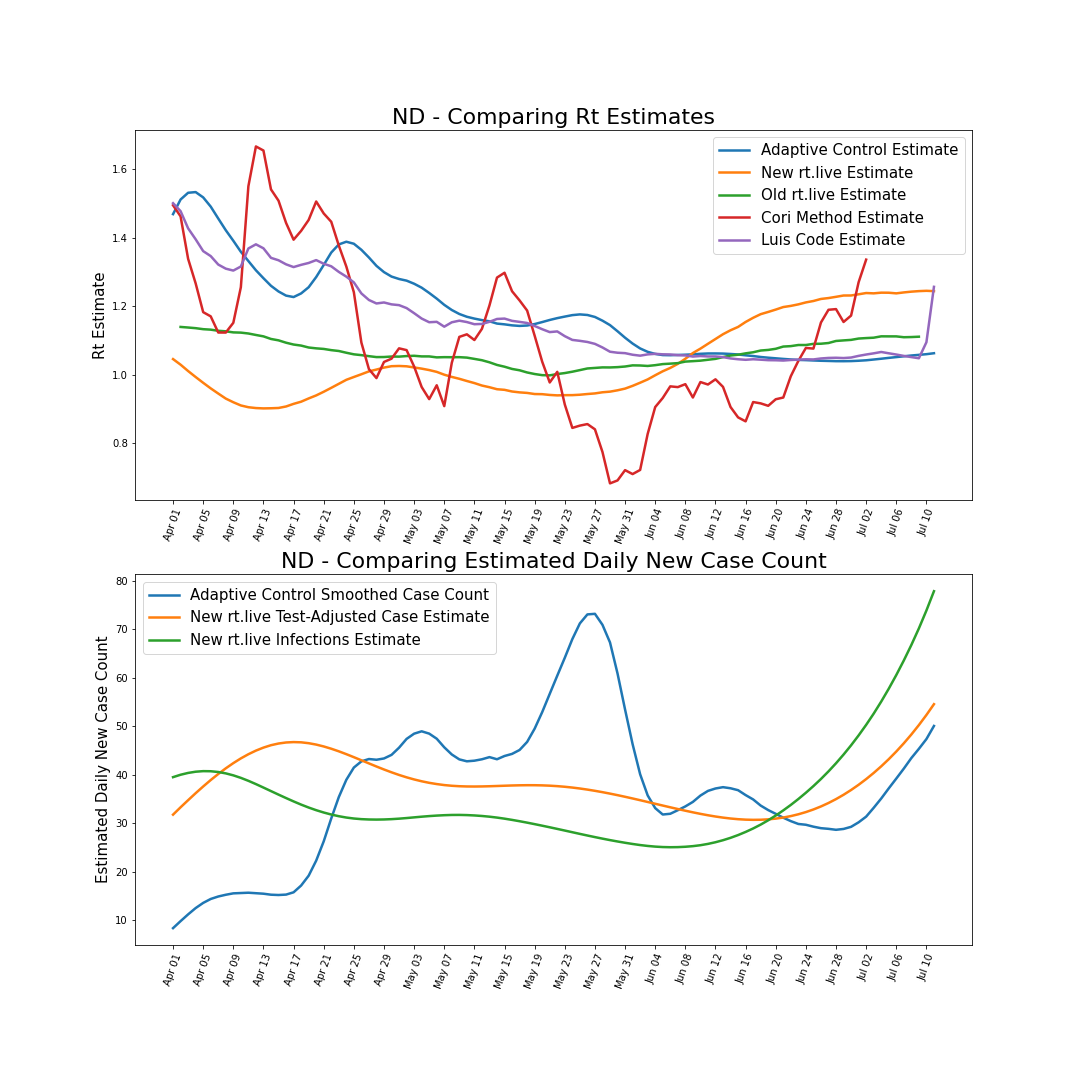 ND - Comparing Rt Estimates
Rt Estimate
1.6
1.4
1.2
1.0
0.8
Adaptive Control Estimate
New rt.live Estimate
Old rt.live Estimate
Cori Method Estimate
Luis Code Estimate
Apr 01 Apr 05 Apr 09 Apr 13 Apr 17 Apr 21 Apr 25 Apr 29 May 03 May 07 May 11 May 15 May 19 May 23 May 27 May 31 Jun 04 Jun 08 Jun 12 Jun 16 Jun 20 Jun 24 Jun 28 Jul 02 Jul 06 Jul 10
ND - Comparing Estimated Daily New Case Count
Estimated Daily New Case Count
80
70
60
50
40
30
20
10
Adaptive Control Smoothed Case Count
New rt.live Test-Adjusted Case Estimate
New rt.live Infections Estimate
Apr 01 Apr 05 Apr 09 Apr 13 Apr 17 Apr 21 Apr 25 Apr 29 May 03 May 07 May 11 May 15 May 19 May 23 May 27 May 31 Jun 04 Jun 08 Jun 12 Jun 16 Jun 20 Jun 24 Jun 28 Jul 02 Jul 06 Jul 10